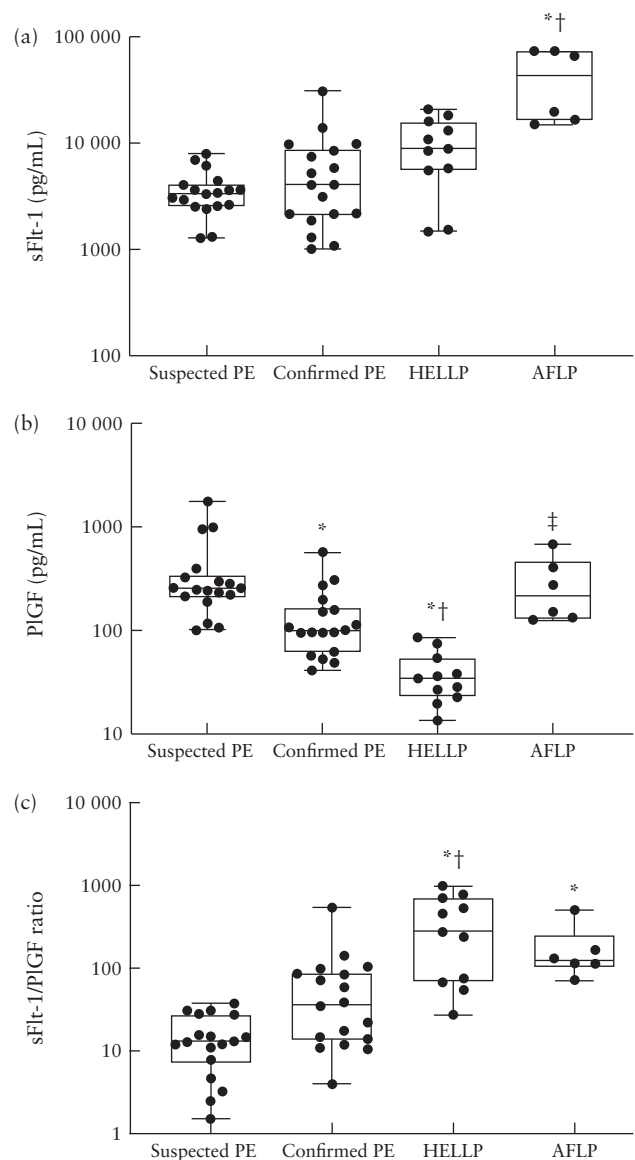 (a)
*†
100 000
10 000
1000
100
sFlt-1 (pg/mL)
Suspected PE Confirmed PE HELLP AFLP
(b)
10 000
1000
100
10
PlGF (pg/mL)
*
*†
‡
Suspected PE Confirmed PE HELLP AFLP
(c)
10 000
1000
100
10
1
sFlt-1/PlGF ratio
*†
*
Suspected PE Confirmed PE HELLP AFLP